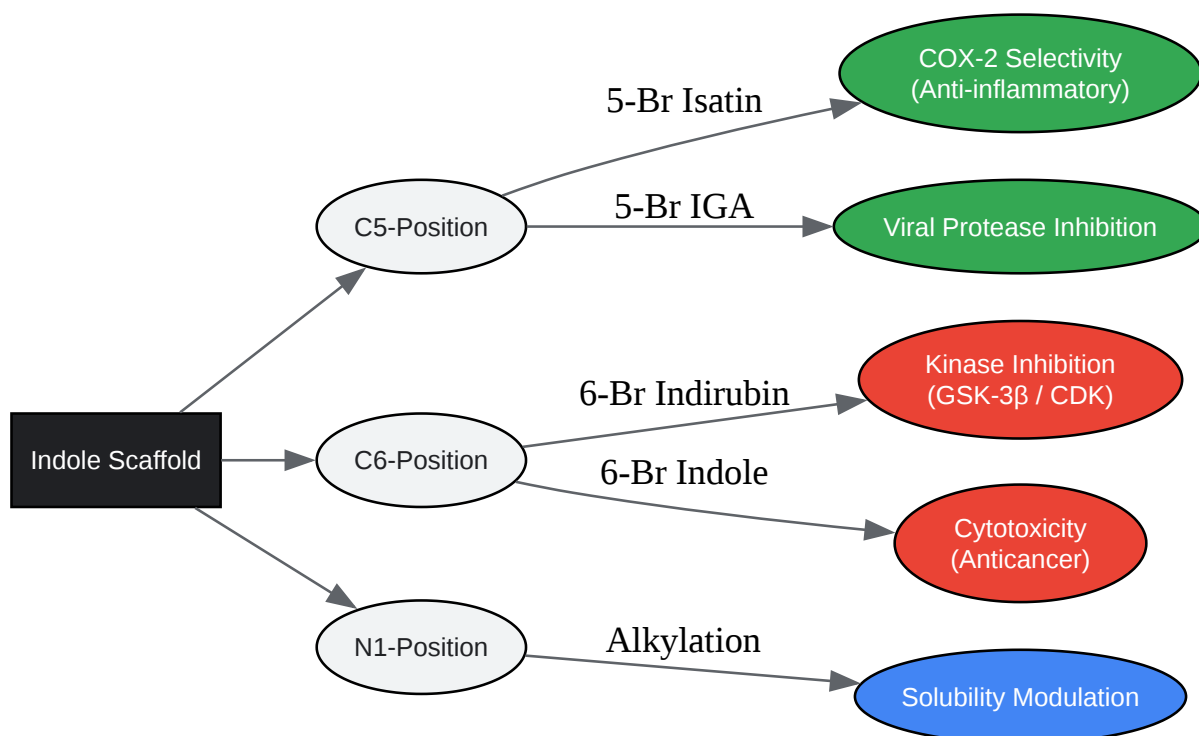 COX-2 Selectivity
(Anti-inflammatory)
5-Br Isatin
C5-Position
5-Br IGA
Viral Protease Inhibition
Kinase Inhibition
(GSK-3β / CDK)
6-Br Indirubin
Indole Scaffold
C6-Position
6-Br Indole
Cytotoxicity
(Anticancer)
N1-Position
Alkylation
Solubility Modulation